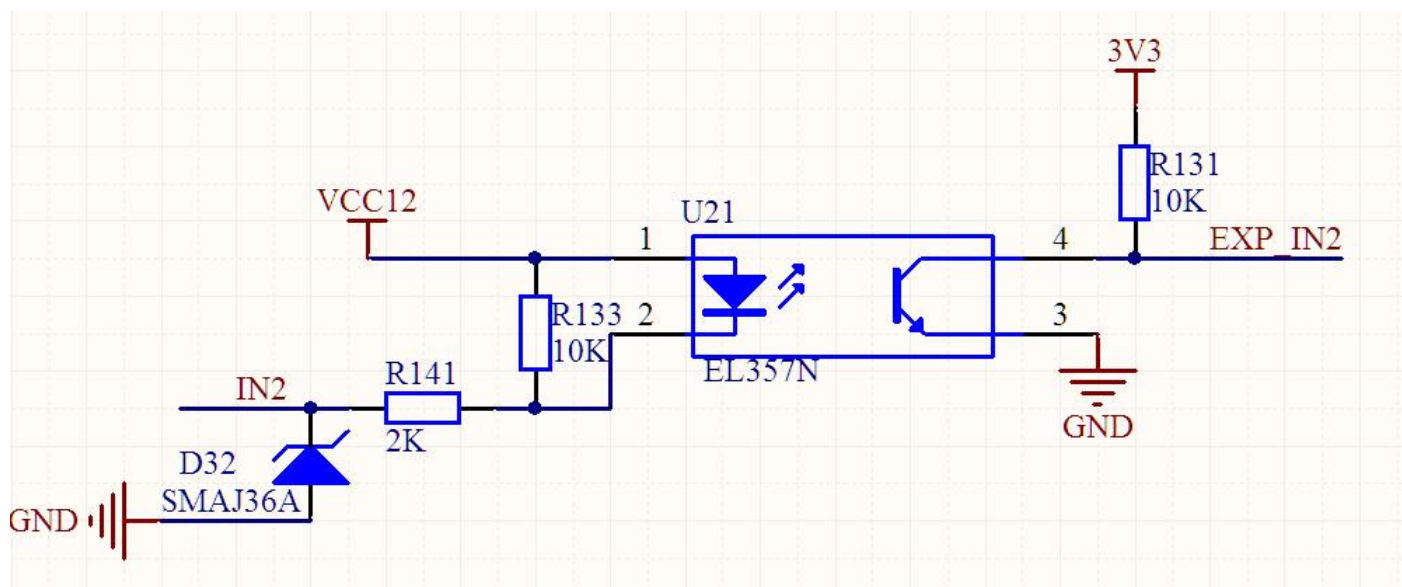 3V3
R131
10K
VCC12
U21
1
4
EXP_IN2
R133
10K
2
3
EL357N
IN2
R141
2K
GND
D32
SMAJ36A
GND